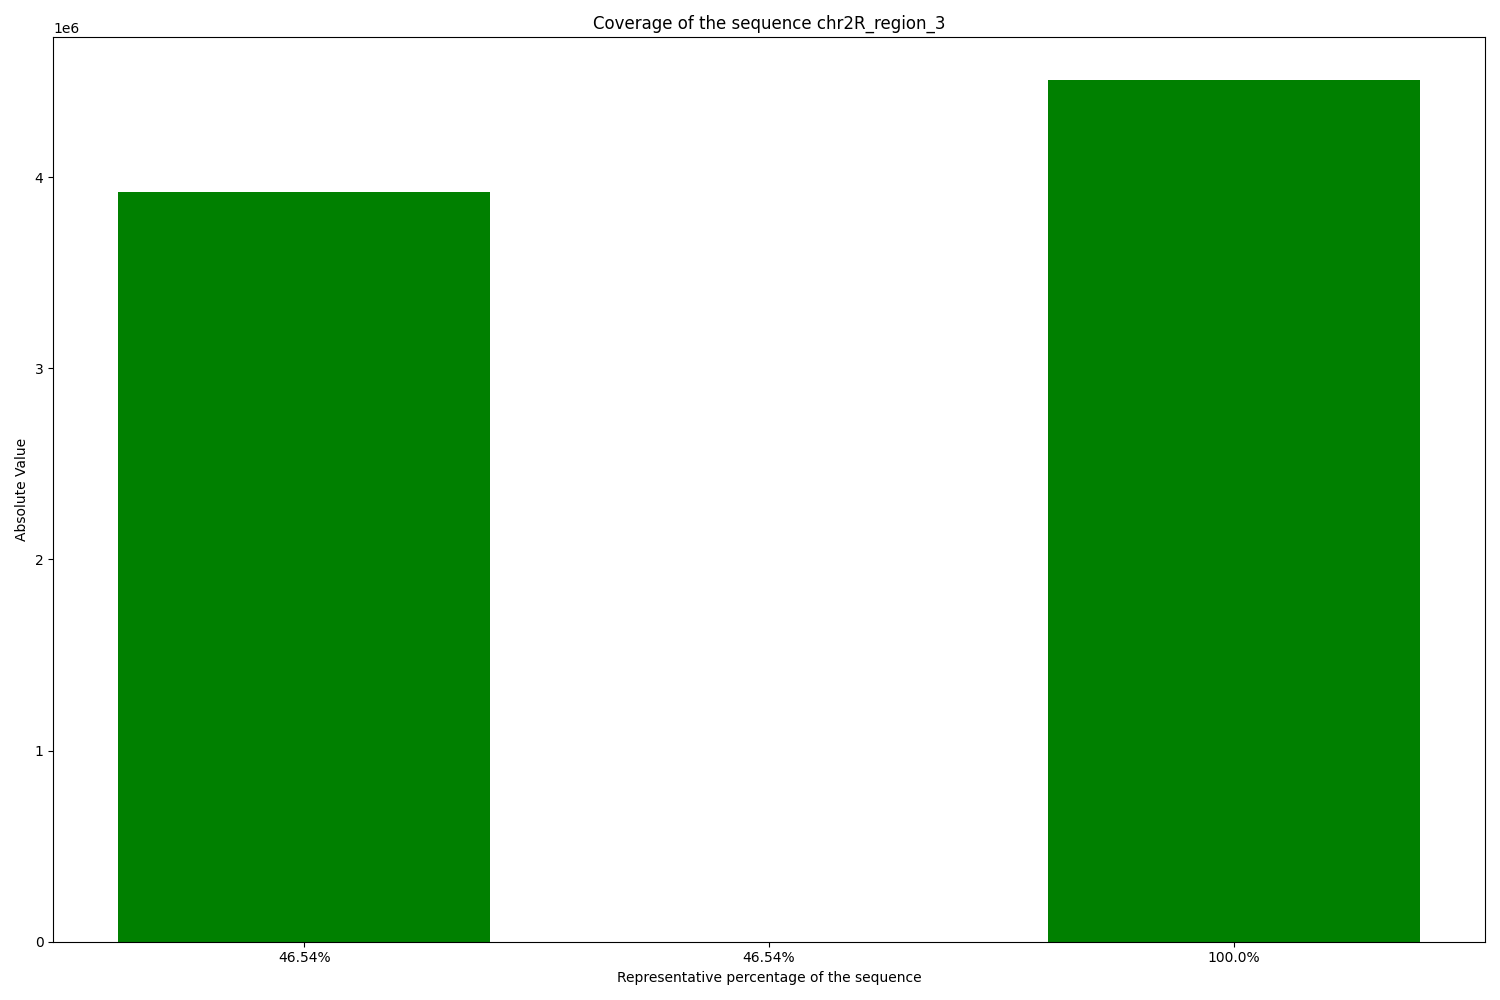 Coverage of the sequence chr2R_region_3
1e6
4
3
2
1
0
Absolute Value
46.54%
46.54%
100.0%
Representative percentage of the sequence